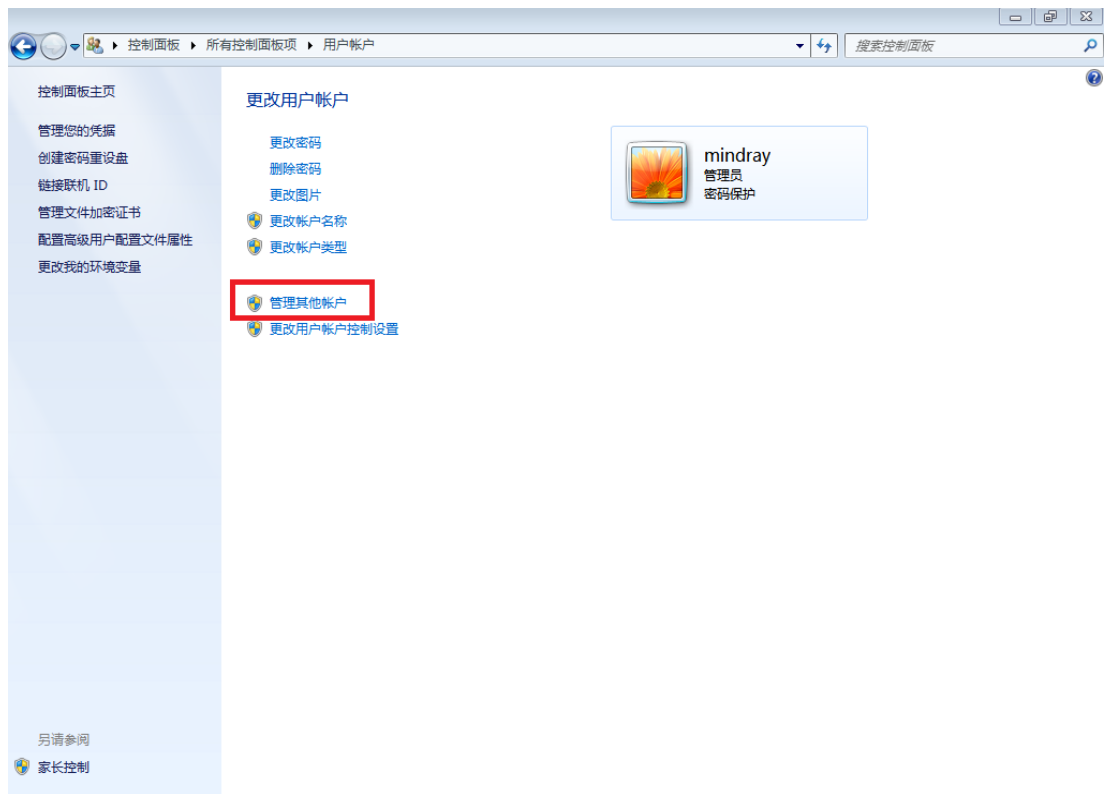 控制面板 所有控制面板项 用户帐户 搜索控制面板
控制面板主页
管理您的凭据
创建密码重设盘
链接联机 ID
管理文件加密证书
配置高级用户配置文件属性
更改我的环境变量
更改用户帐户
更改密码
删除密码
更改图片
更改帐户名称
更改帐户类型
管理其他帐户
更改用户帐户控制设置
mindray
管理员
密码保护
另请参阅
家长控制